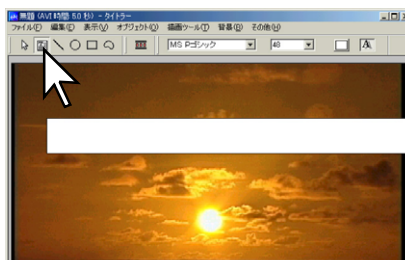 無題 (AVI 時間: 5.0 秒) - タイトラー
ファイル(F) 編集(E) 表示(V) オブジェクト(O) 描画ツール(T) 背景(B) その他(H)
MS Pゴシック 48 A